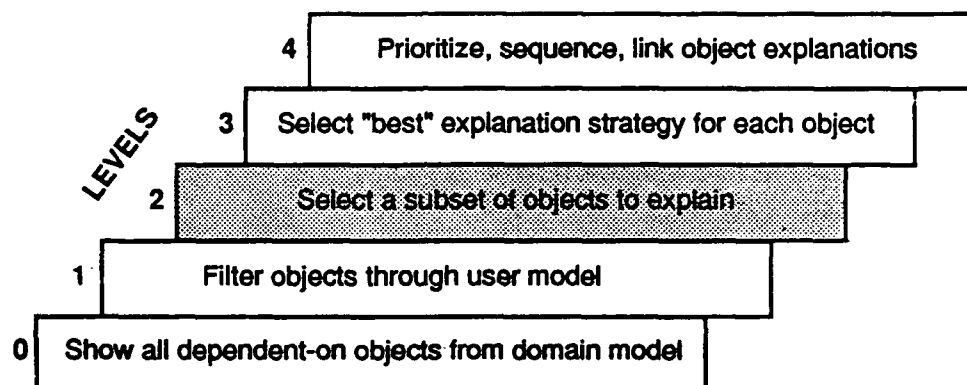 4 Prioritize, sequence, link object explanations
3 Select "best" explanation strategy for each object
LEVELS
2 Select a subset of objects to explain
1 Filter objects through user model
0 Show all dependent-on objects from domain model